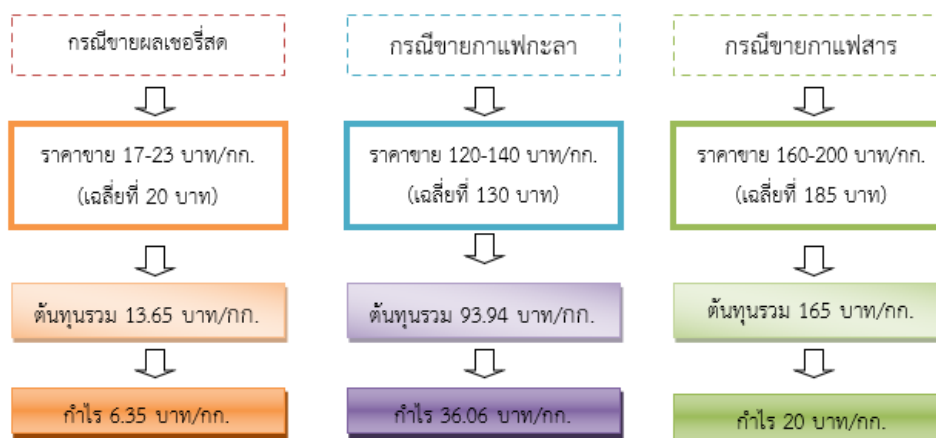 กรณีขายผลเชอรี่สด
ราคาขาย 17-23 บาท/กก.
(เฉลี่ยที่ 20 บาท)
ต้นทุนรวม 13.65 บาท/กก.
กำไร 6.35 บาท/กก.
กรณีขายกาแฟกะลา
ราคาขาย 120-140 บาท/กก.
(เฉลี่ยที่ 130 บาท)
ต้นทุนรวม 93.94 บาท/กก.
กำไร 36.06 บาท/กก.
กรณีขายกาแฟสาร
ราคาขาย 160-200 บาท/กก.
(เฉลี่ยที่ 185 บาท)
ต้นทุนรวม 165 บาท/กก.
กำไร 20 บาท/กก.